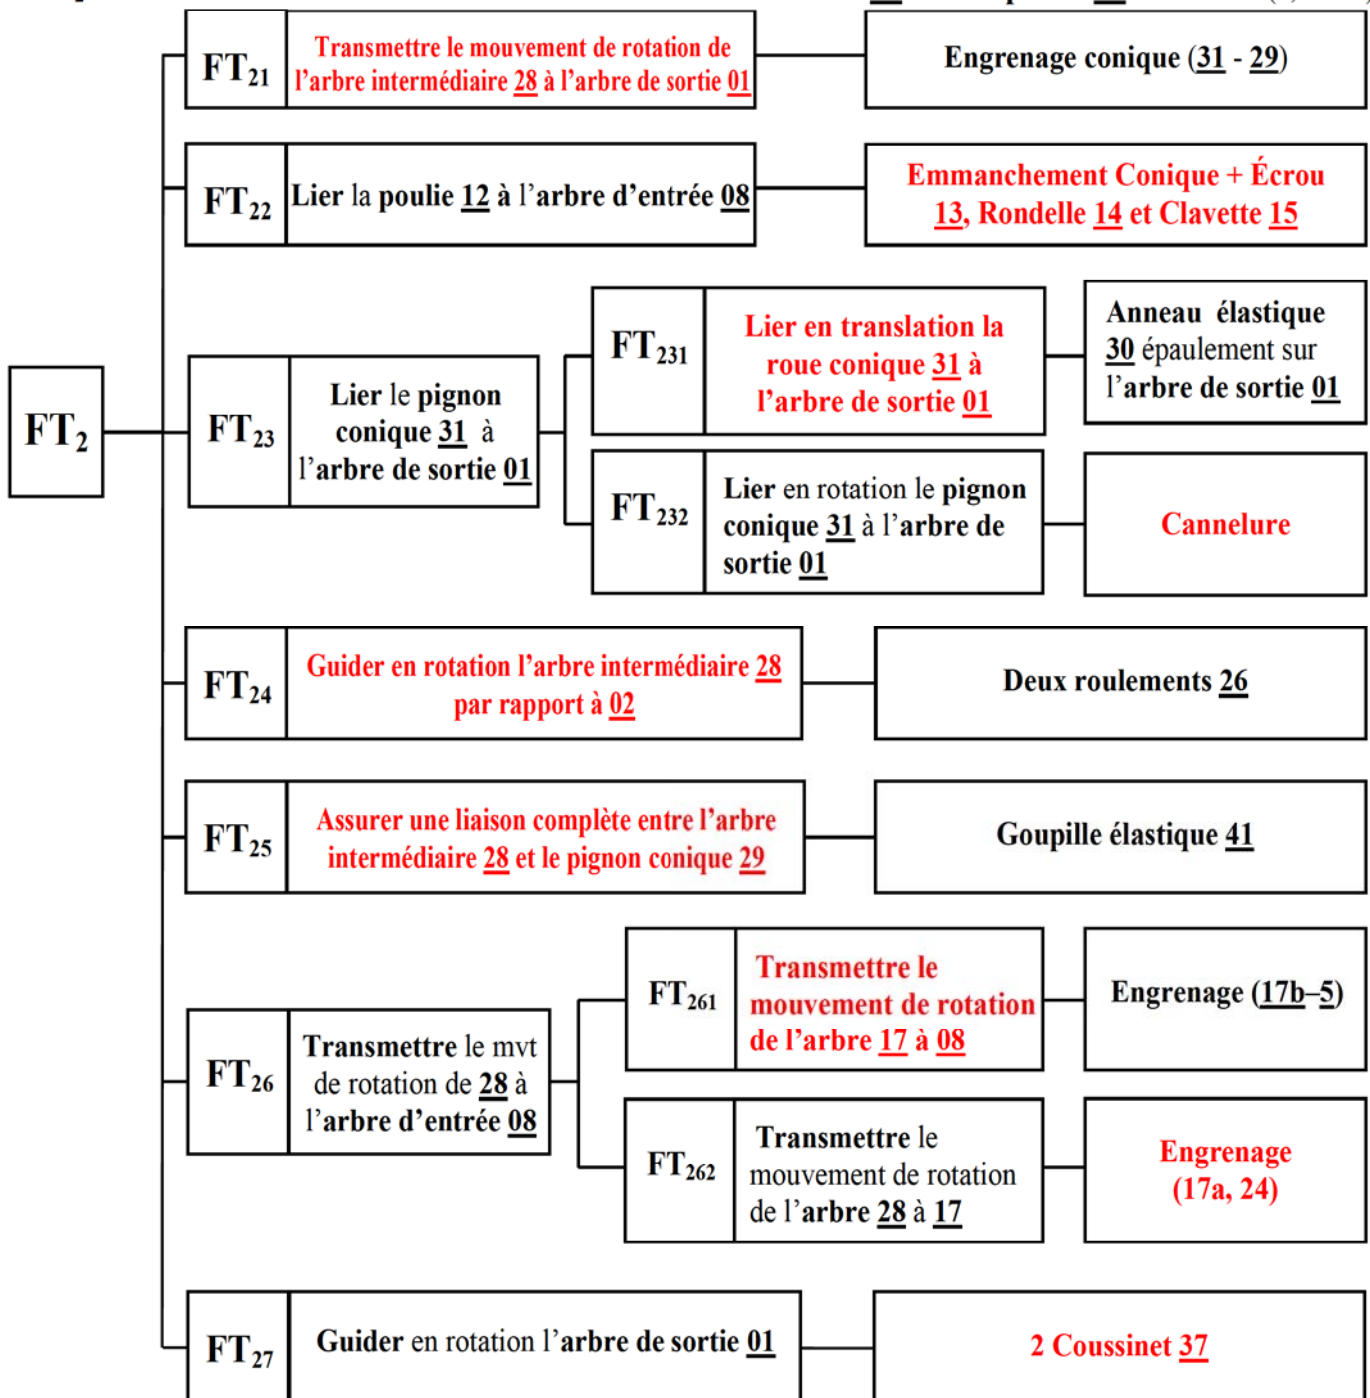 FT21
Transmettre le mouvement de rotation de
l'arbre intermédiaire 28 à l'arbre de sortie 01
Engrenage conique (31 - 29)
FT22
Lier la poulie 12 à l'arbre d'entrée 08
Emmanchement Conique + Écrou
13, Rondelle 14 et Clavette 15
FT2
FT23
Lier le pignon
conique 31 à
l'arbre de sortie 01
FT231
Lier en translation la
roue conique 31 à
l'arbre de sortie 01
Anneau élastique
30 épaulement sur
l'arbre de sortie 01
FT232
Lier en rotation le pignon
conique 31 à l'arbre de
sortie 01
Cannelure
FT24
Guider en rotation l'arbre intermédiaire 28
par rapport à 02
Deux roulements 26
FT25
Assurer une liaison complète entre l'arbre
intermédiaire 28 et le pignon conique 29
Goupille élastique 41
FT26
Transmettre le mvt
de rotation de 28 à
l'arbre d'entrée 08
FT261
Transmettre le
mouvement de rotation
de l'arbre 17 à 08
Engrenage (17b–5)
FT262
Transmettre le
mouvement de rotation
de l'arbre 28 à 17
Engrenage
(17a, 24)
FT27
Guider en rotation l'arbre de sortie 01
2 Coussinet 37